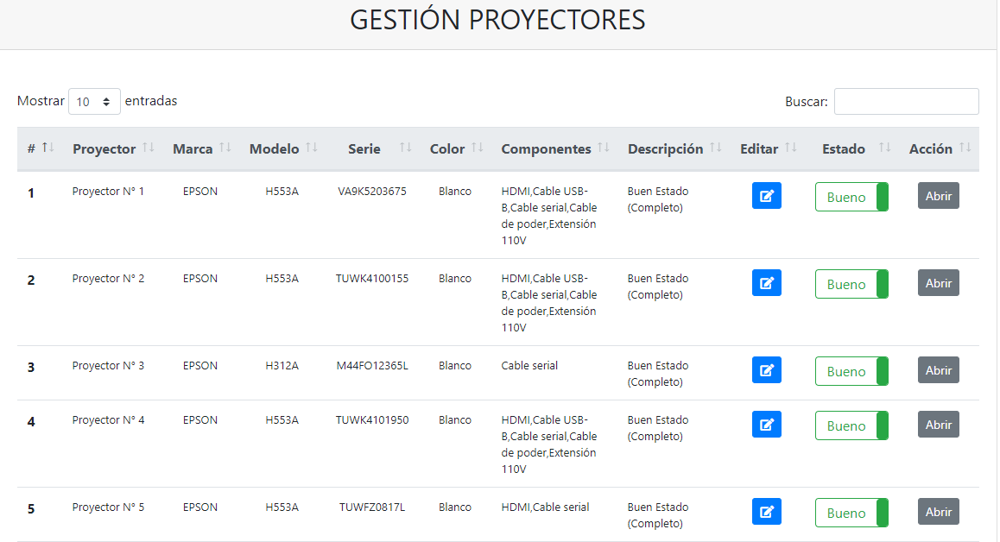 GESTIÓN PROYECTORES
Mostrar 10 entradas Buscar:
# Proyector Marca Modelo Serie Color Componentes Descripción Editar Estado Acción
1 Proyector N° 1 EPSON H553A VA9K5203675 Blanco HDMI,Cable USB- Buen Estado Bueno Abrir
B,Cable serial,Cable (Completo)
de poder,Extensión
110V
2 Proyector N° 2 EPSON H553A TUWK4100155 Blanco HDMI,Cable USB- Buen Estado Bueno Abrir
B,Cable serial,Cable (Completo)
de poder,Extensión
110V
3 Proyector N° 3 EPSON H312A M44FO12365L Blanco Cable serial Buen Estado Bueno Abrir
(Completo)
4 Proyector N° 4 EPSON H553A TUWK4101950 Blanco HDMI,Cable USB- Buen Estado Bueno Abrir
B,Cable serial,Cable (Completo)
de poder,Extensión
110V
5 Proyector N° 5 EPSON H553A TUWFZ0817L Blanco HDMI,Cable serial Buen Estado Bueno Abrir
(Completo)